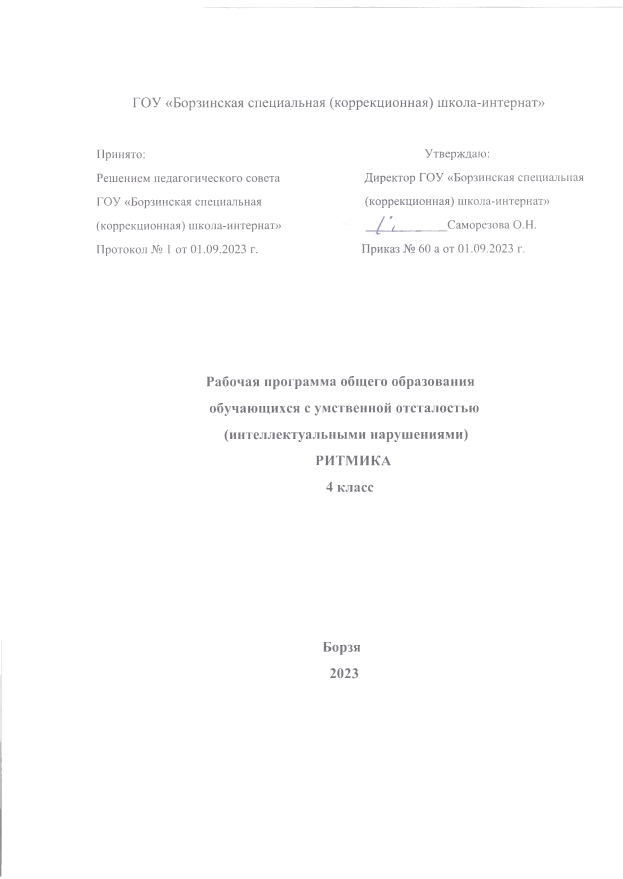 ГОУ «Борзинская специальная (коррекционная) школа-интернат»
Принято:
Решением педагогического совета
ГОУ «Борзинская специальная
(коррекционная) школа-интернат»
Протокол № 1 от 01.09.2023 г.
Утверждаю:
Директор ГОУ «Борзинская специальная
(коррекционная) школа-интернат»
____________Саморезова О.Н.
Приказ № 60 а от 01.09.2023 г.
Рабочая программа общего образования
обучающихся с умственной отсталостью
(интеллектуальными нарушениями)
РИТМИКА
4 класс
Борзя
2023